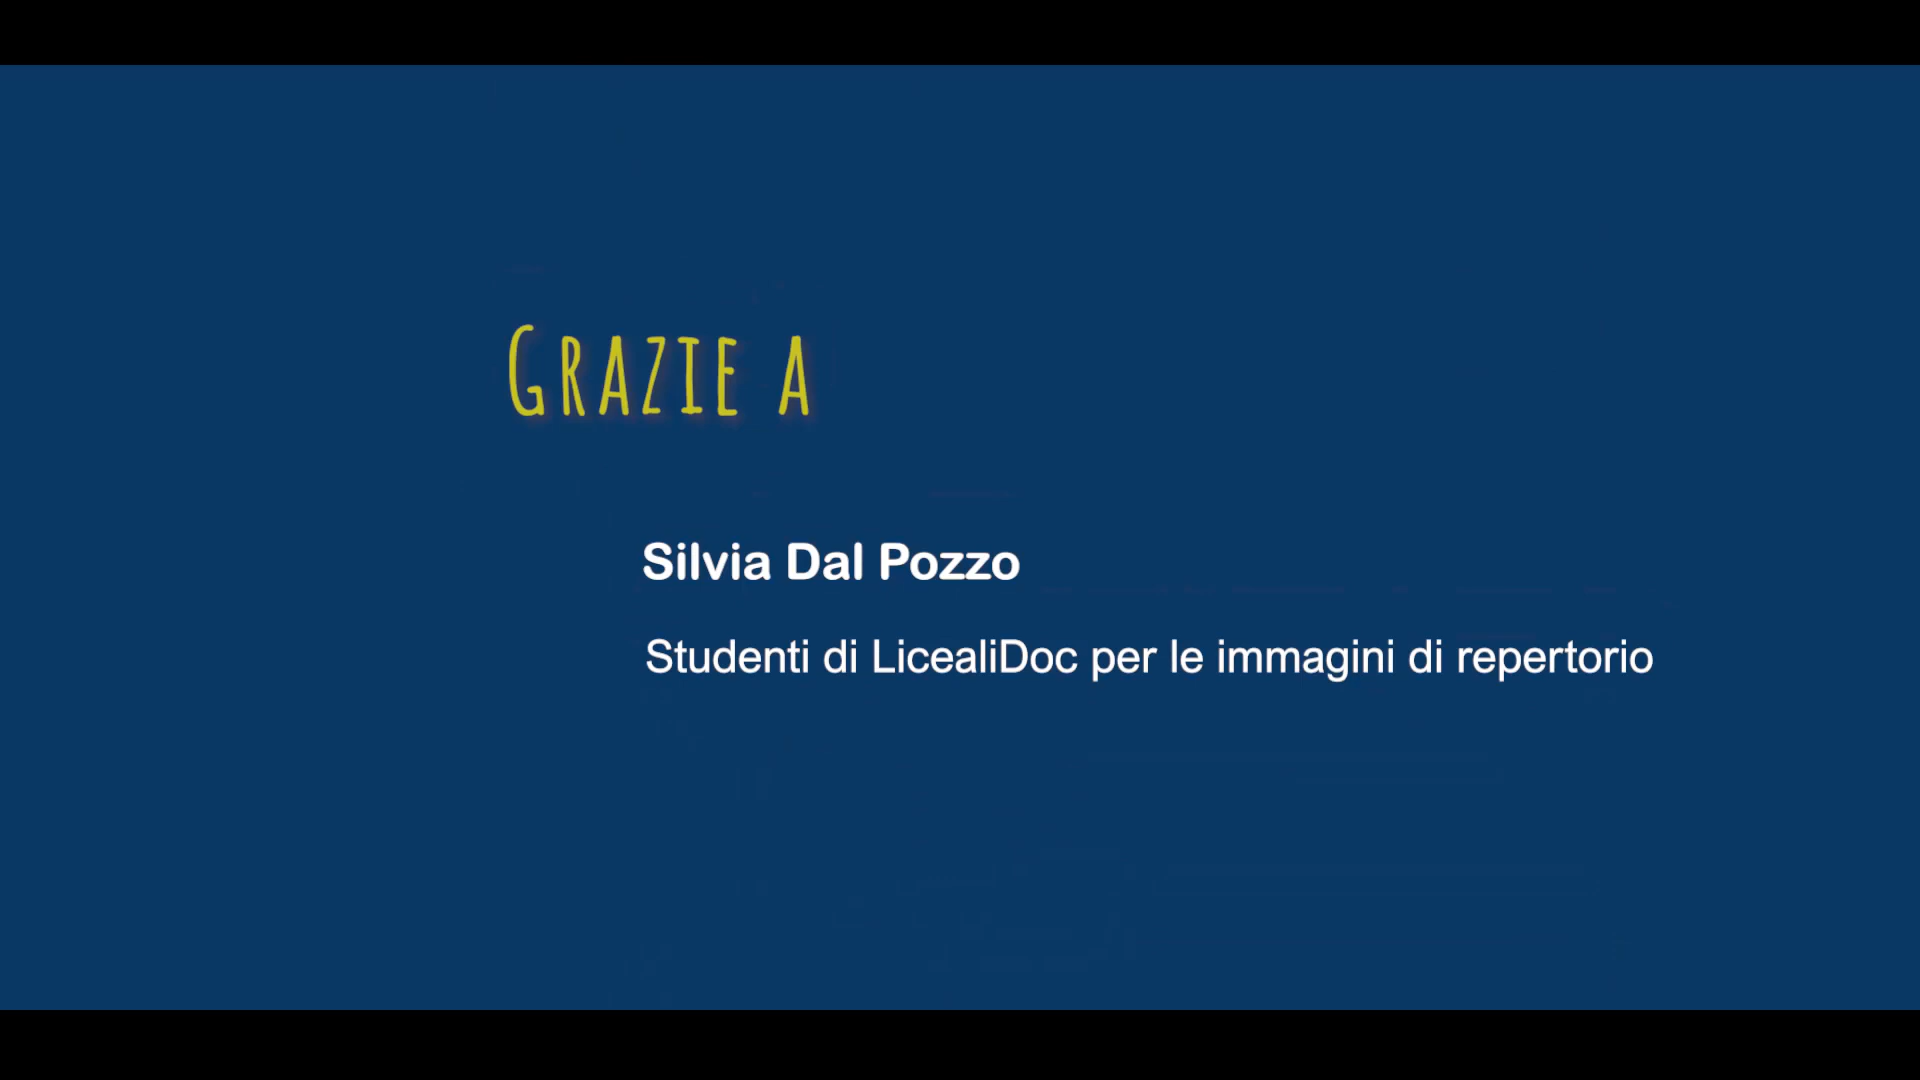 Grazie a
Silvia Dal Pozzo
Studenti di LicealiDoc per le immagini di repertorio